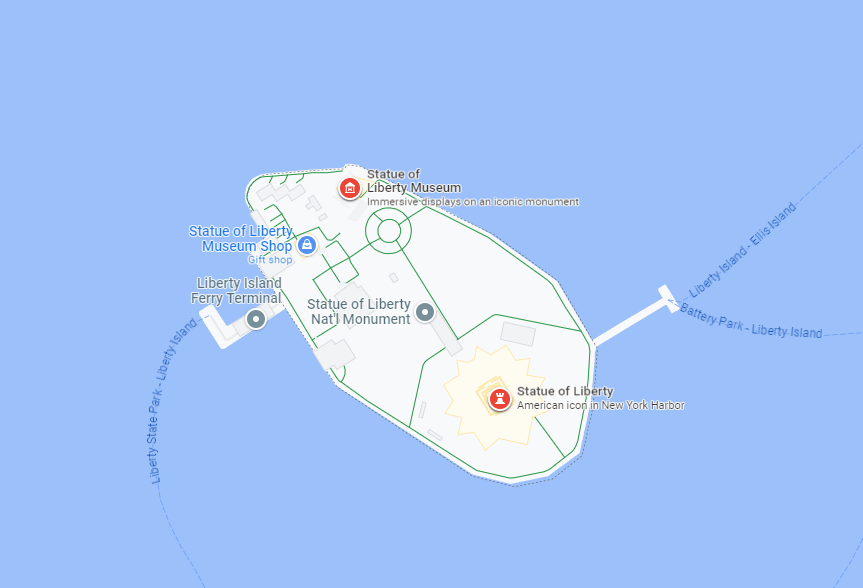 Statue of
Liberty Museum
Immersive displays on an iconic monument
Statue of Liberty
Museum Shop
Gift shop
Liberty Island - Ellis Island
Liberty Island
Ferry Terminal
Statue of Liberty
Nat'l Monument
Battery Park - Liberty Island
Liberty State Park - Liberty Island
Statue of Liberty
American icon in New York Harbor